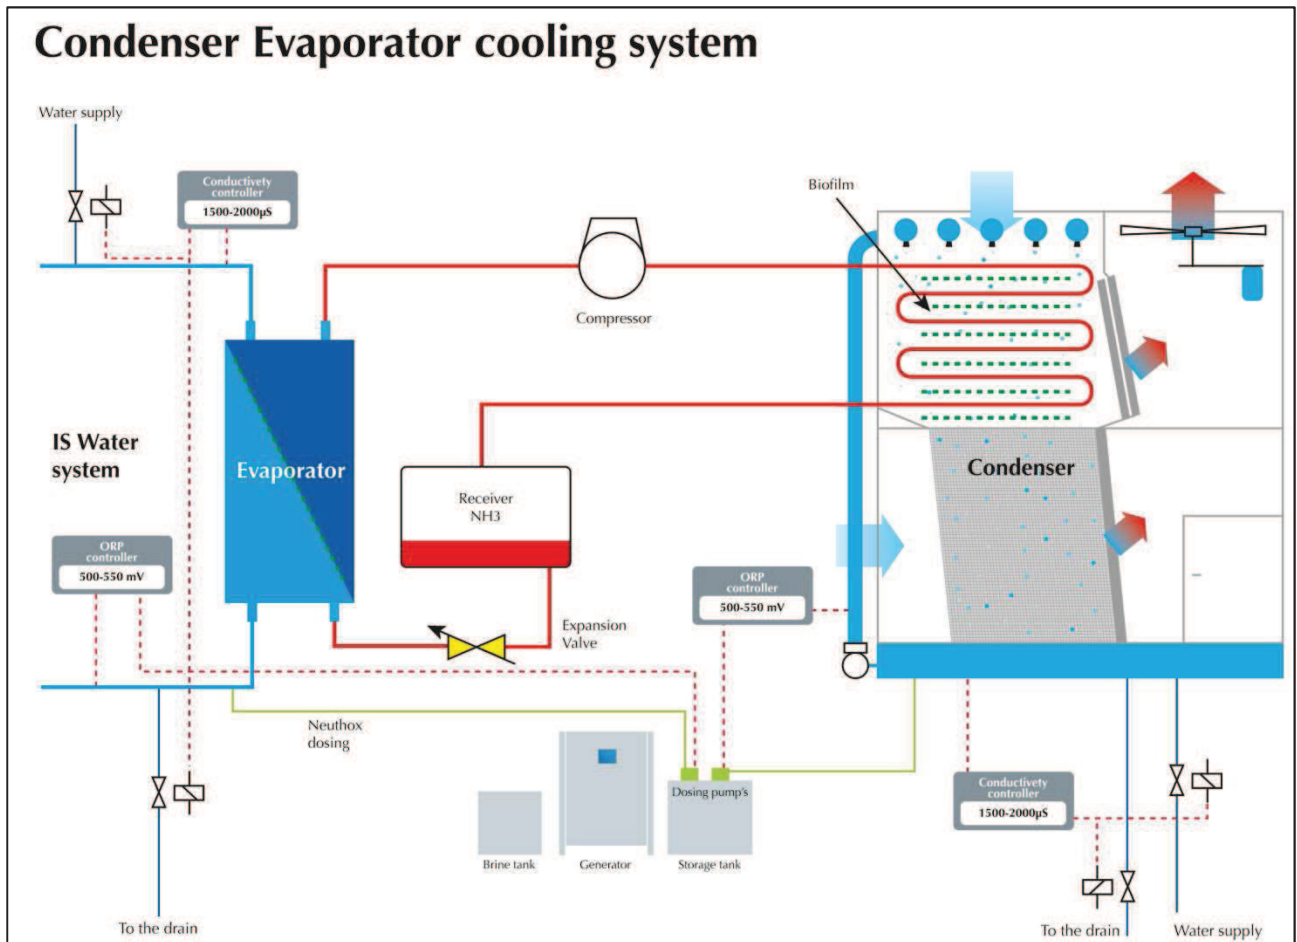 Condenser Evaporator cooling system
Water supply
Conductivety
controller
1500-2000µS
Biofilm
Compressor
IS Water
system
Evaporator
Receiver
NH3
Condenser
ORP
controller
500-550 mV
ORP
controller
500-550 mV
Expansion
Valve
Neuthox
dosing
Dosing pump's
Conductivety
controller
1500-2000µS
Brine tank
Generator
Storage tank
To the drain
To the drain
Water supply